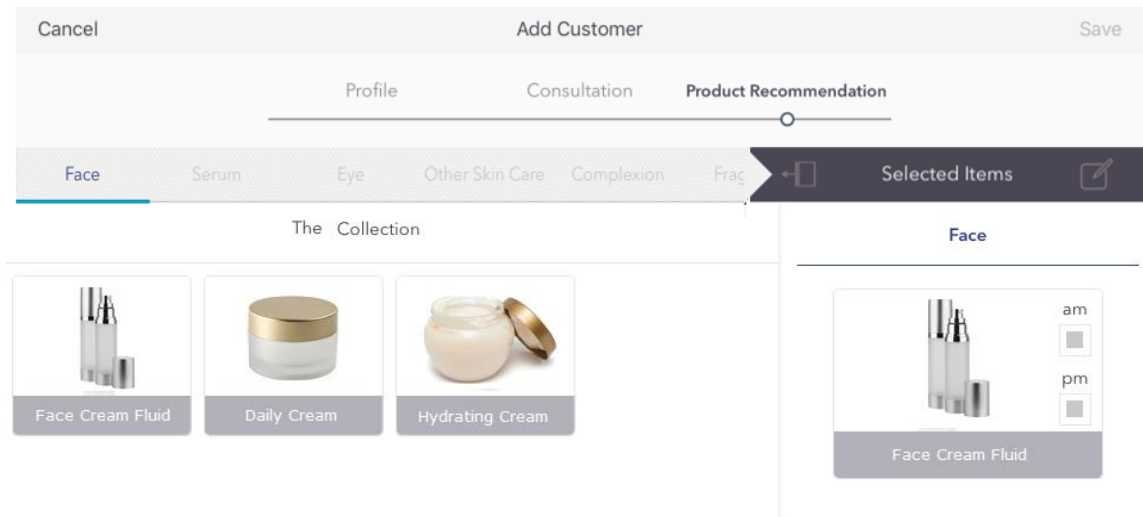 Cancel Add Customer Save
Profile Consultation Product Recommendation
Face Serum Eye Other Skin Care Complexion Frag Selected Items
The Collection
Face
am
pm
Face Cream Fluid Daily Cream Hydrating Cream
Face Cream Fluid